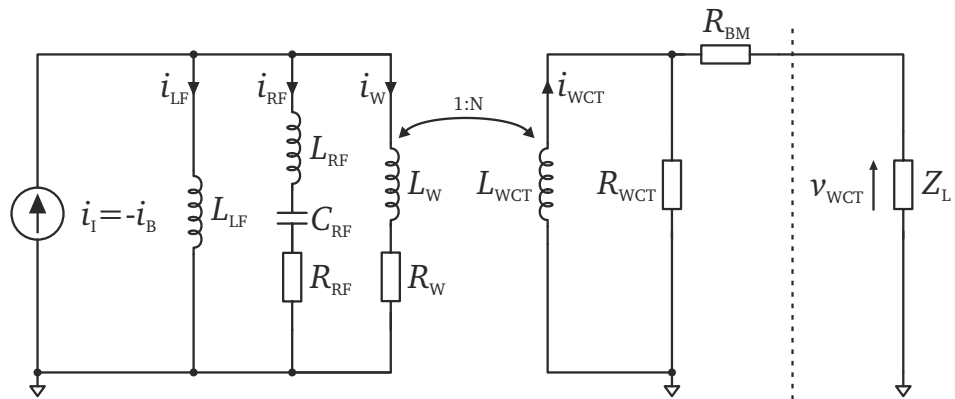 R_BM
i_LF
i_RF
i_W
1:N
i_WCT
L_RF
L_W
L_WCT
R_WCT
v_WCT
Z_L
i_I=-i_B
L_LF
C_RF
R_RF
R_W